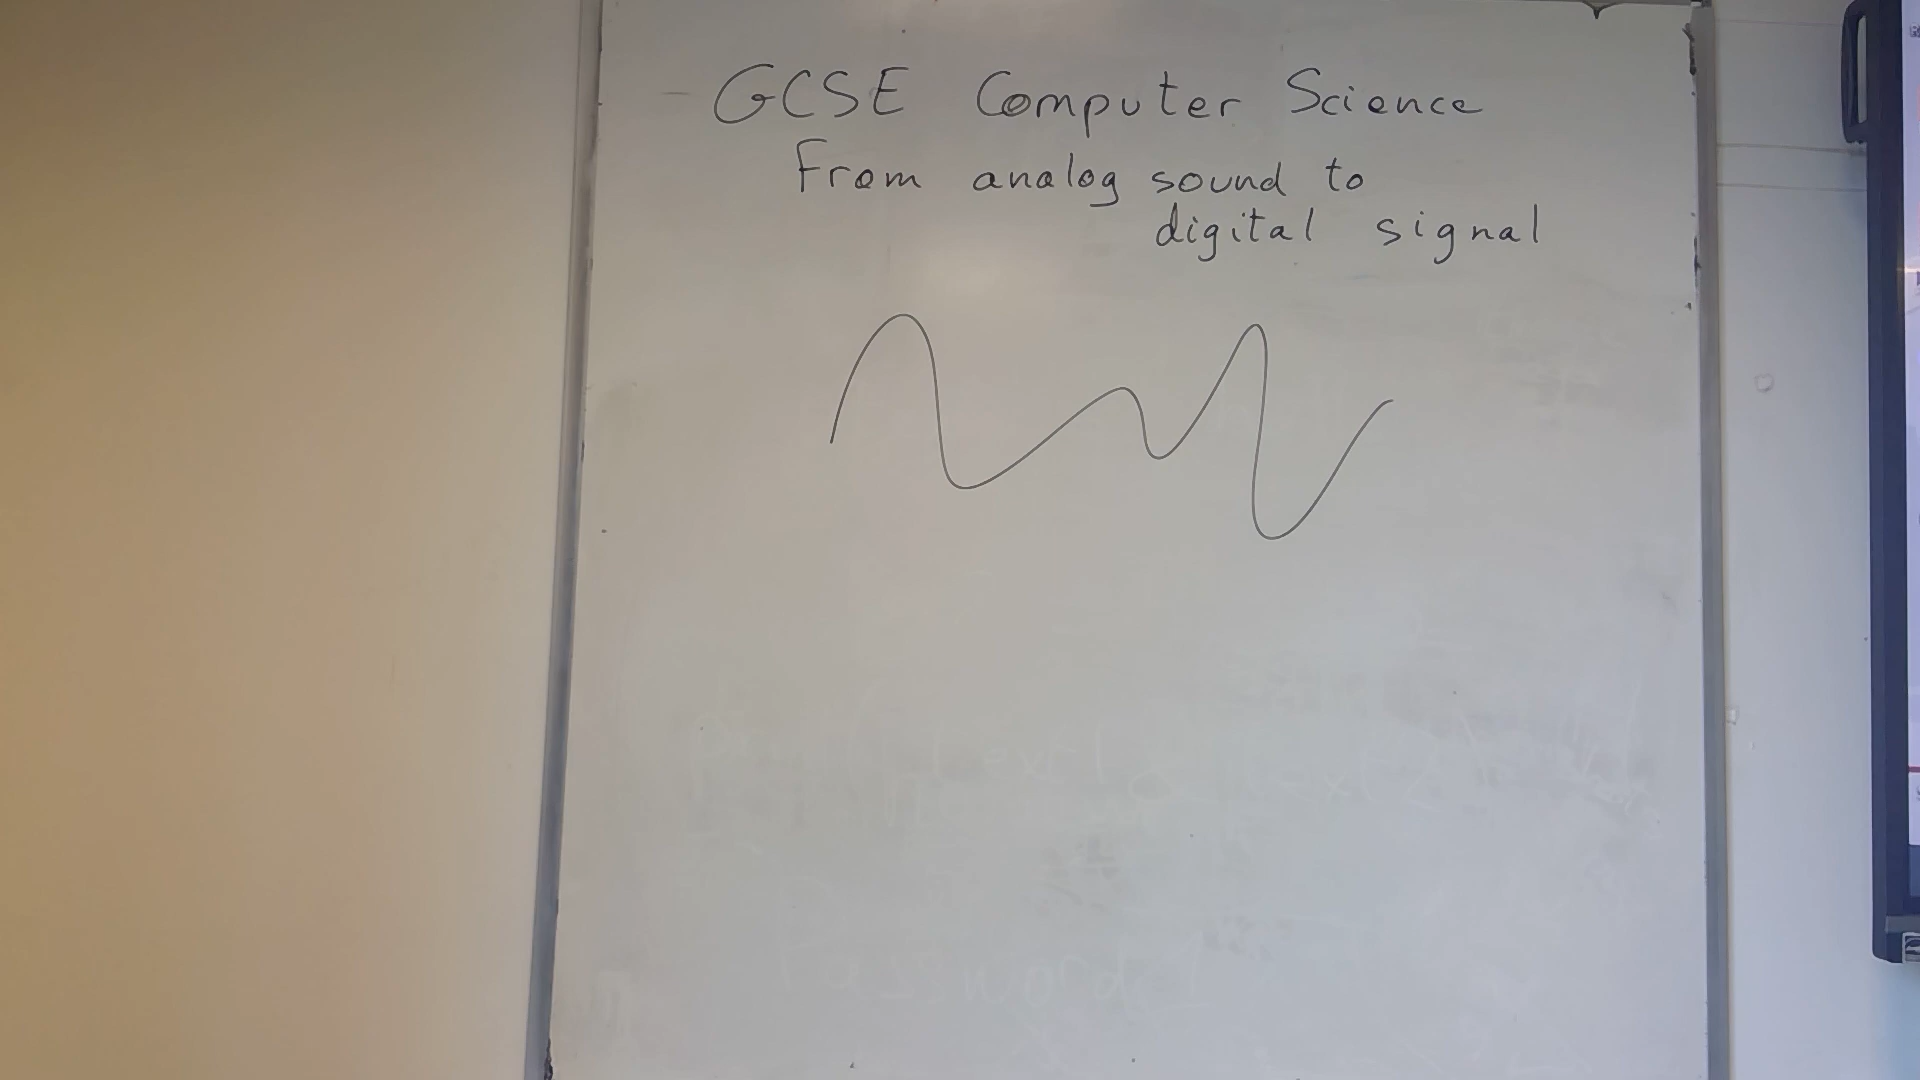 GCSE Computer Science
From analog sound to
digital signal